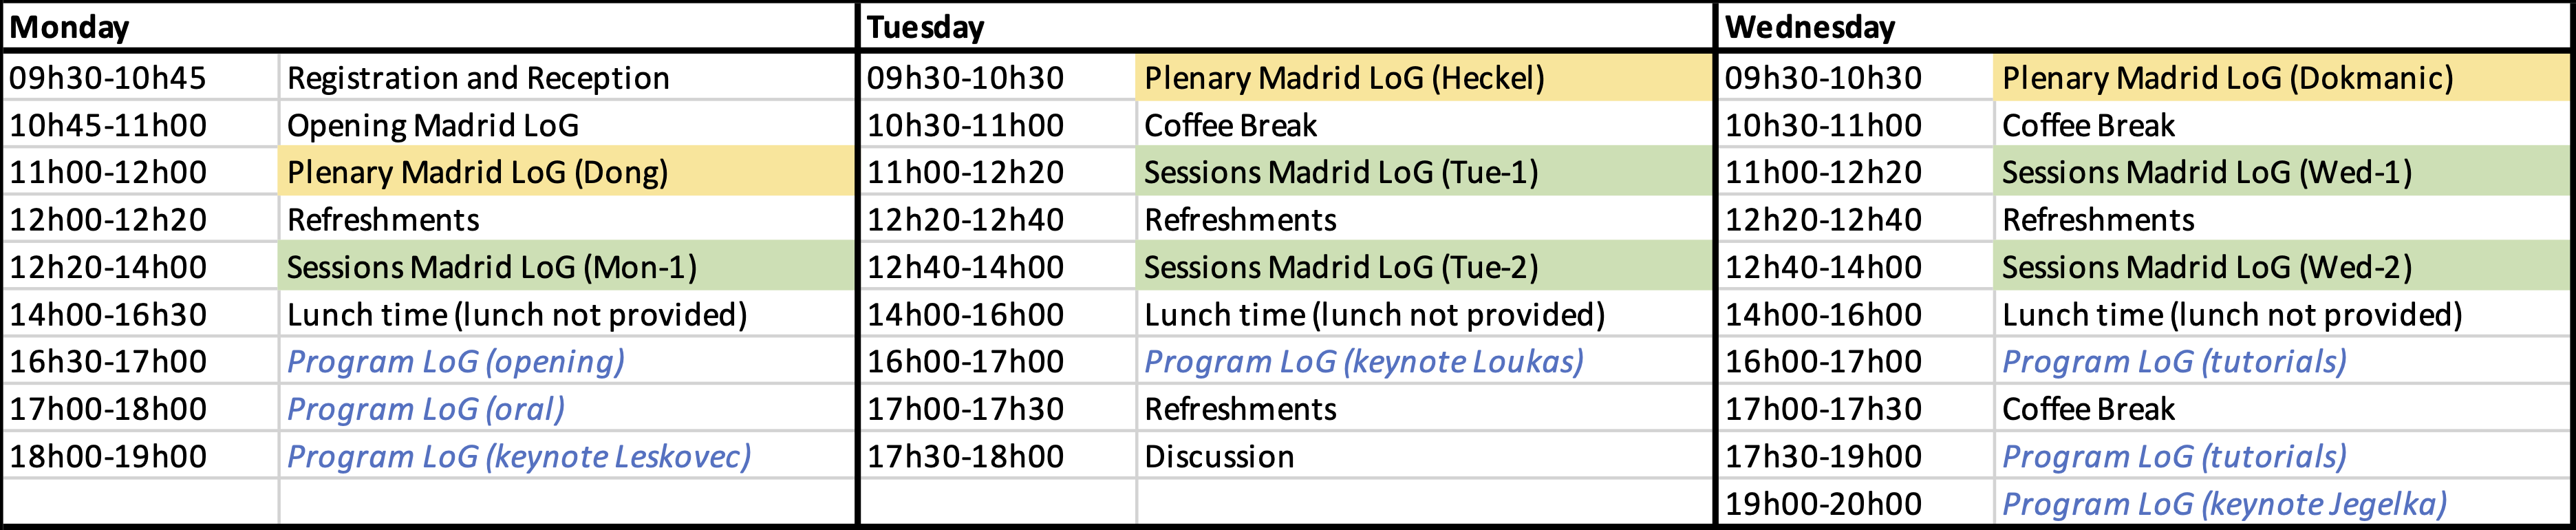 Monday Tuesday Wednesday
09h30-10h45 Registration and Reception 09h30-10h30 Plenary Madrid LoG (Heckel) 09h30-10h30 Plenary Madrid LoG (Dokmanic)
10h45-11h00 Opening Madrid LoG 10h30-11h00 Coffee Break 10h30-11h00 Coffee Break
11h00-12h00 Plenary Madrid LoG (Dong) 11h00-12h20 Sessions Madrid LoG (Tue-1) 11h00-12h20 Sessions Madrid LoG (Wed-1)
12h00-12h20 Refreshments 12h20-12h40 Refreshments 12h20-12h40 Refreshments
12h20-14h00 Sessions Madrid LoG (Mon-1) 12h40-14h00 Sessions Madrid LoG (Tue-2) 12h40-14h00 Sessions Madrid LoG (Wed-2)
14h00-16h30 Lunch time (lunch not provided) 14h00-16h00 Lunch time (lunch not provided) 14h00-16h00 Lunch time (lunch not provided)
16h30-17h00 Program LoG (opening) 16h00-17h00 Program LoG (keynote Loukas) 16h00-17h00 Program LoG (tutorials)
17h00-18h00 Program LoG (oral) 17h00-17h30 Refreshments 17h00-17h30 Coffee Break
18h00-19h00 Program LoG (keynote Leskovec) 17h30-18h00 Discussion 17h30-19h00 Program LoG (tutorials)
19h00-20h00 Program LoG (keynote Jegelka)